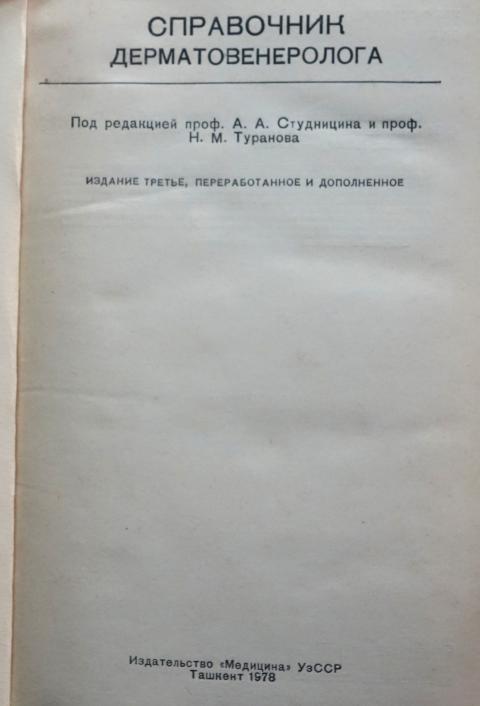 СПРАВОЧНИК
ДЕРМАТОВЕНЕРОЛОГА
Под редакцией проф. А. А. Студницина и проф.
Н. М. Туранова
ИЗДАНИЕ ТРЕТЬЕ, ПЕРЕРАБОТАННОЕ И ДОПОЛНЕННОЕ
Издательство «Медицина» УзССР
Ташкент 1978